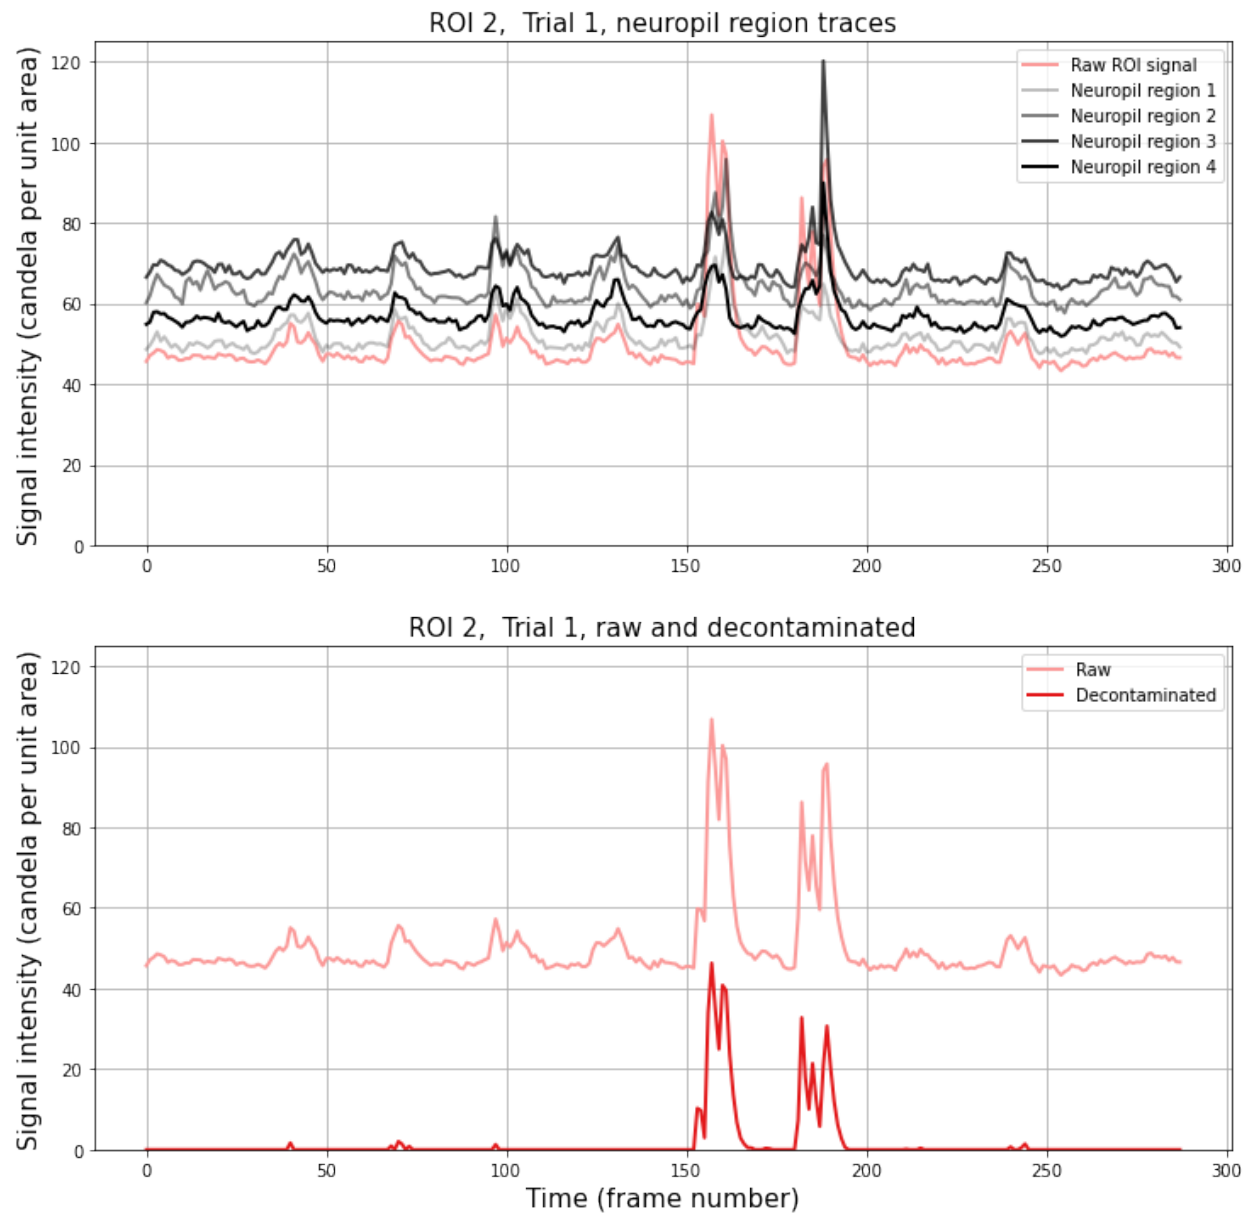 ROI 2,  Trial 1, neuropil region traces
Signal intensity (candela per unit area)
120
100
80
60
40
20
0
Raw ROI signal
Neuropil region 1
Neuropil region 2
Neuropil region 3
Neuropil region 4
0 50 100 150 200 250 300
ROI 2,  Trial 1, raw and decontaminated
Signal intensity (candela per unit area)
120
100
80
60
40
20
0
Raw
Decontaminated
0 50 100 150 200 250 300
Time (frame number)